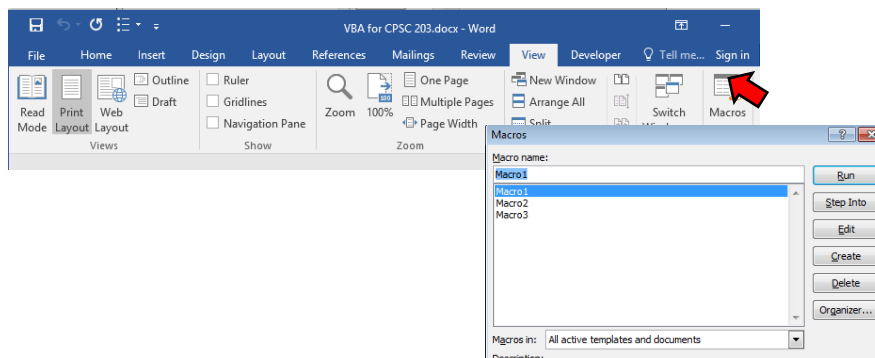 VBA for CPSC 203.docx - Word
File Home Insert Design Layout References Mailings Review View Developer Tell me... Sign in
Read Mode
Print Layout
Web Layout
Outline
Draft
Views
Ruler
Gridlines
Navigation Pane
Show
Zoom
100%
One Page
Multiple Pages
Page Width
Zoom
New Window
Arrange All
Split
Switch
Macros
Macros
Macro name:
Macro1
Macro1
Macro2
Macro3
Run
Step Into
Edit
Create
Delete
Organizer...
Macros in: All active templates and documents
Description: